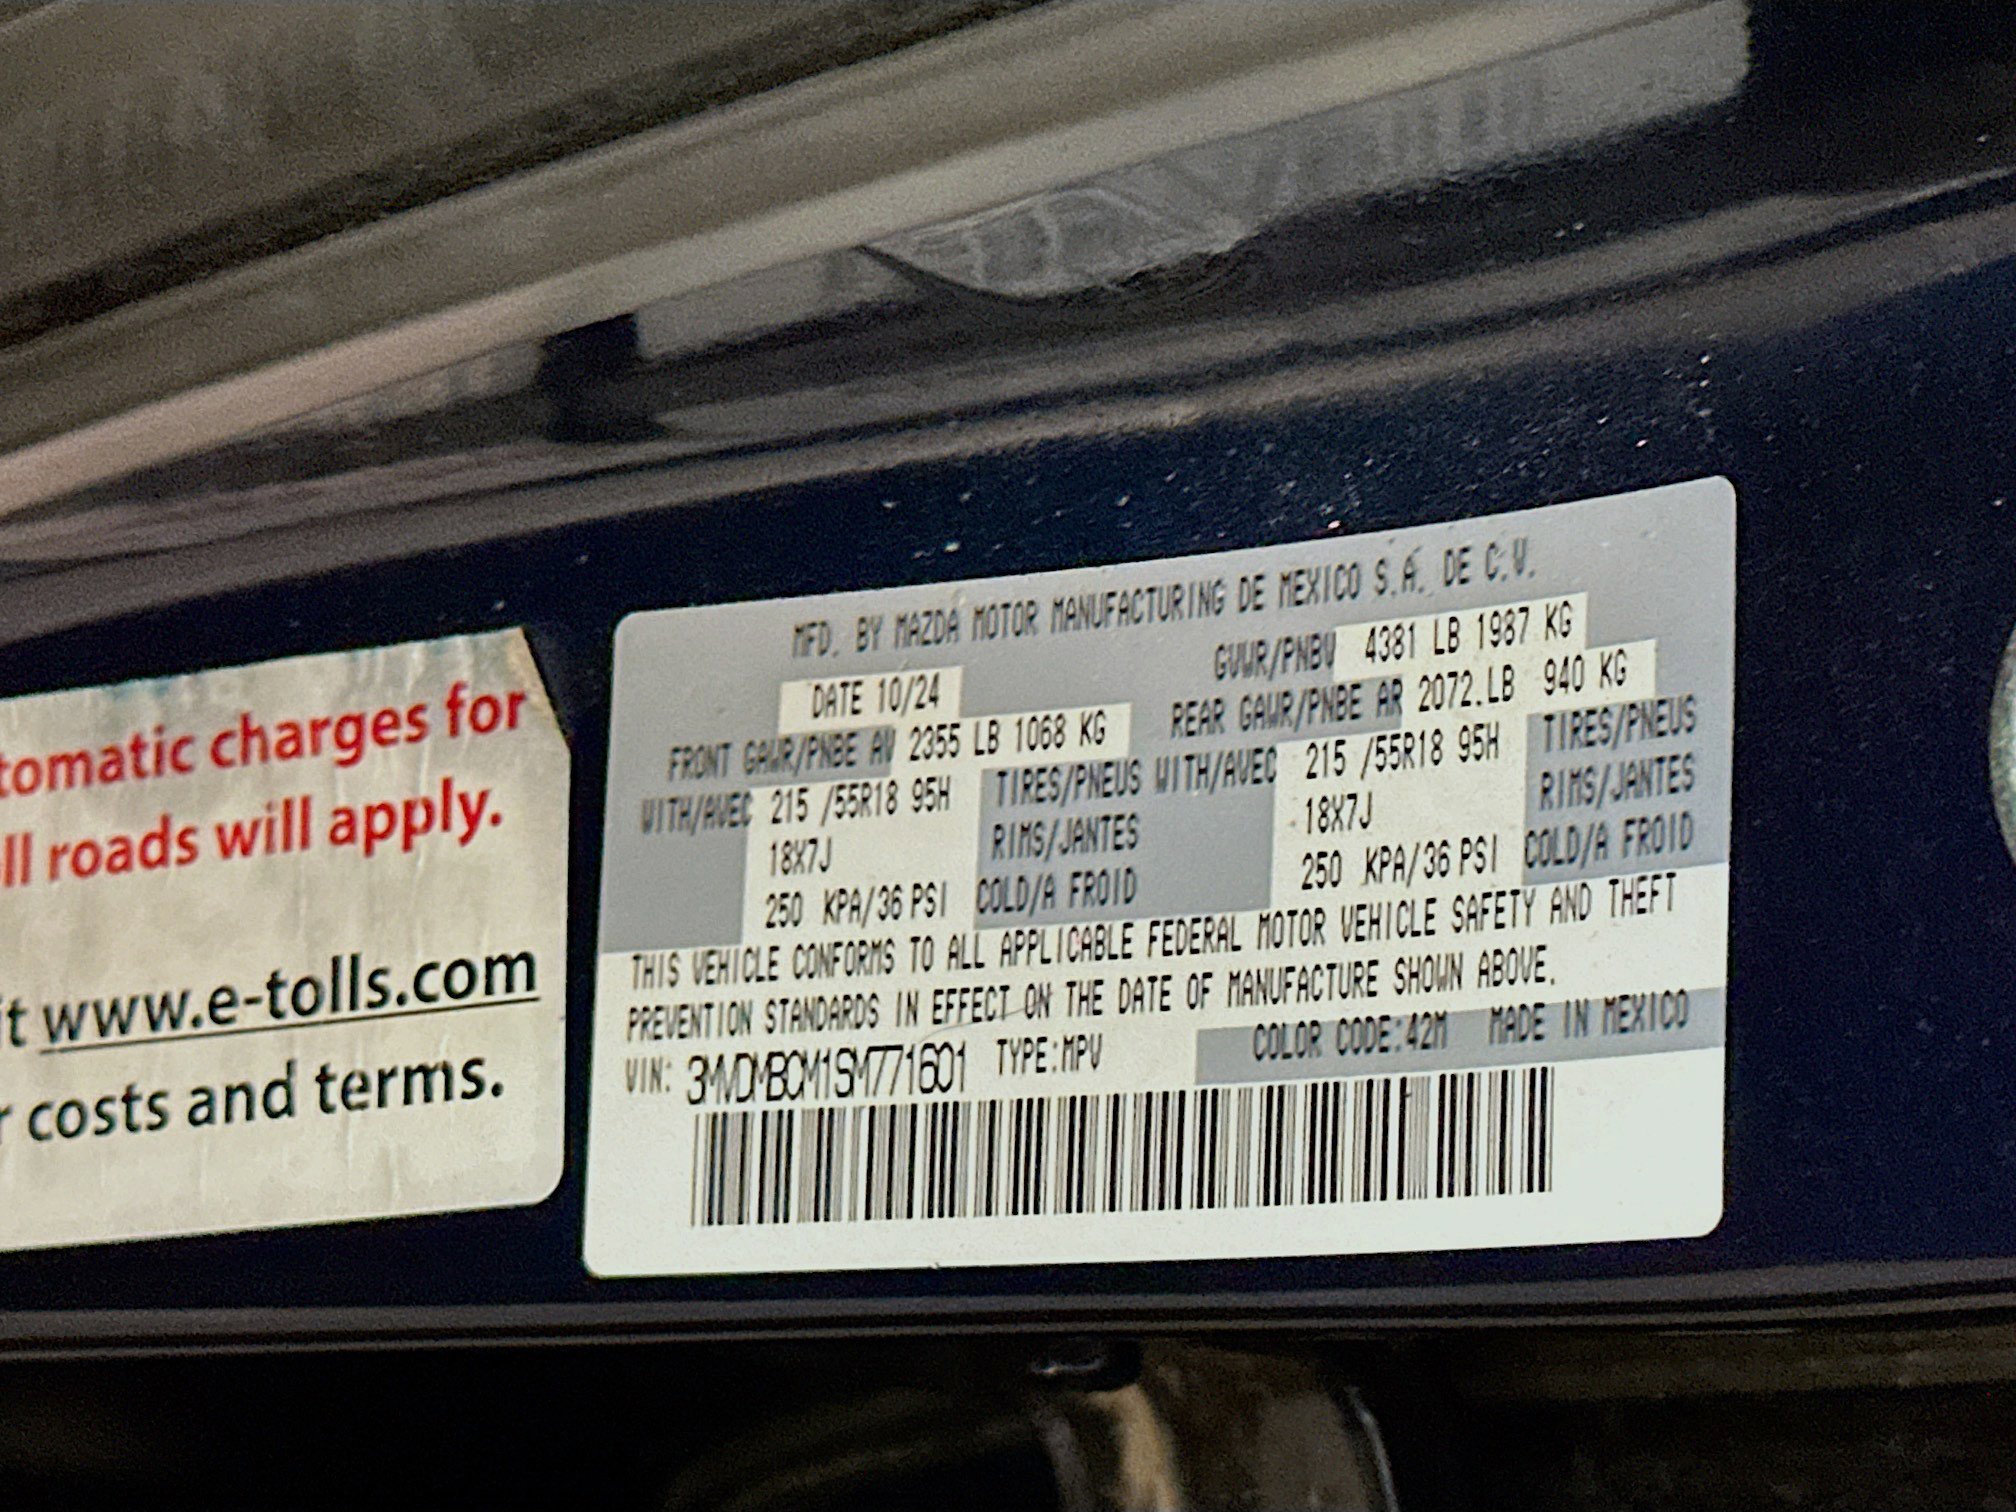 tomatic charges for
ll roads will apply.
it www.e-tolls.com
r costs and terms.
MFD. BY MAZDA MOTOR MANUFACTURING DE MEXICO S.A. DE C.V.
DATE 10/24 GVWR/PNBV 4381 LB 1987 KG
FRONT GAWR/PNBE AV 2355 LB 1068 KG REAR GAWR/PNBE AR 2072.LB 940 KG
WITH/AVEC 215 /55R18 95H TIRES/PNEUS WITH/AVEC 215 /55R18 95H TIRES/PNEUS
18X7J RIMS/JANTES 18X7J RIMS/JANTES
250 KPA/36 PSI COLD/A FROID 250 KPA/36 PSI COLD/A FROID
THIS VEHICLE CONFORMS TO ALL APPLICABLE FEDERAL MOTOR VEHICLE SAFETY AND THEFT
PREVENTION STANDARDS IN EFFECT ON THE DATE OF MANUFACTURE SHOWN ABOVE.
VIN: 3MVDMBCM1SM771601 TYPE:MPV COLOR CODE:42M MADE IN MEXICO